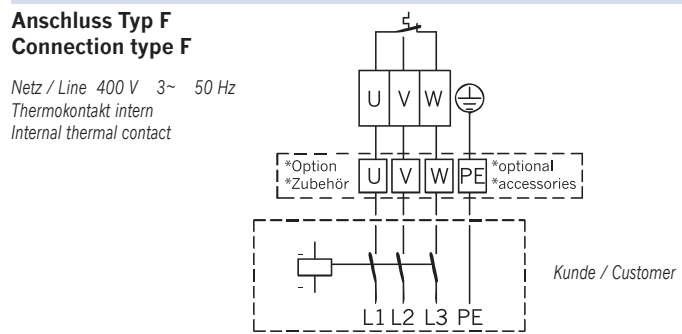 Anschluss Typ F
Connection type F
Netz / Line 400 V 3~ 50 Hz
Thermokontakt intern
Internal thermal contact
U V W
*Option
*Zubehör
U V W PE
*optional
*accessories
Kunde / Customer
L1 L2 L3 PE